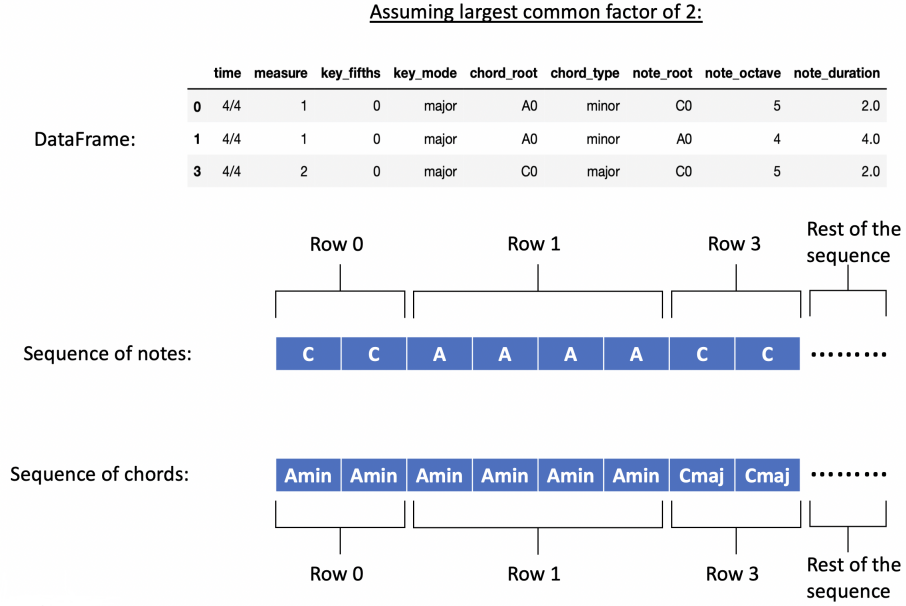 Assuming largest common factor of 2:
time measure key_fifths key_mode chord_root chord_type note_root note_octave note_duration
0 4/4 1 0 major A0 minor C0 5 2.0
DataFrame:
1 4/4 1 0 major A0 minor A0 4 4.0
3 4/4 2 0 major C0 major C0 5 2.0
Row 0 Row 1 Row 3 Rest of the
sequence
Sequence of notes: C C A A A A C C .........
Sequence of chords: Amin Amin Amin Amin Amin Amin Cmaj Cmaj .........
Row 0 Row 1 Row 3 Rest of the
sequence